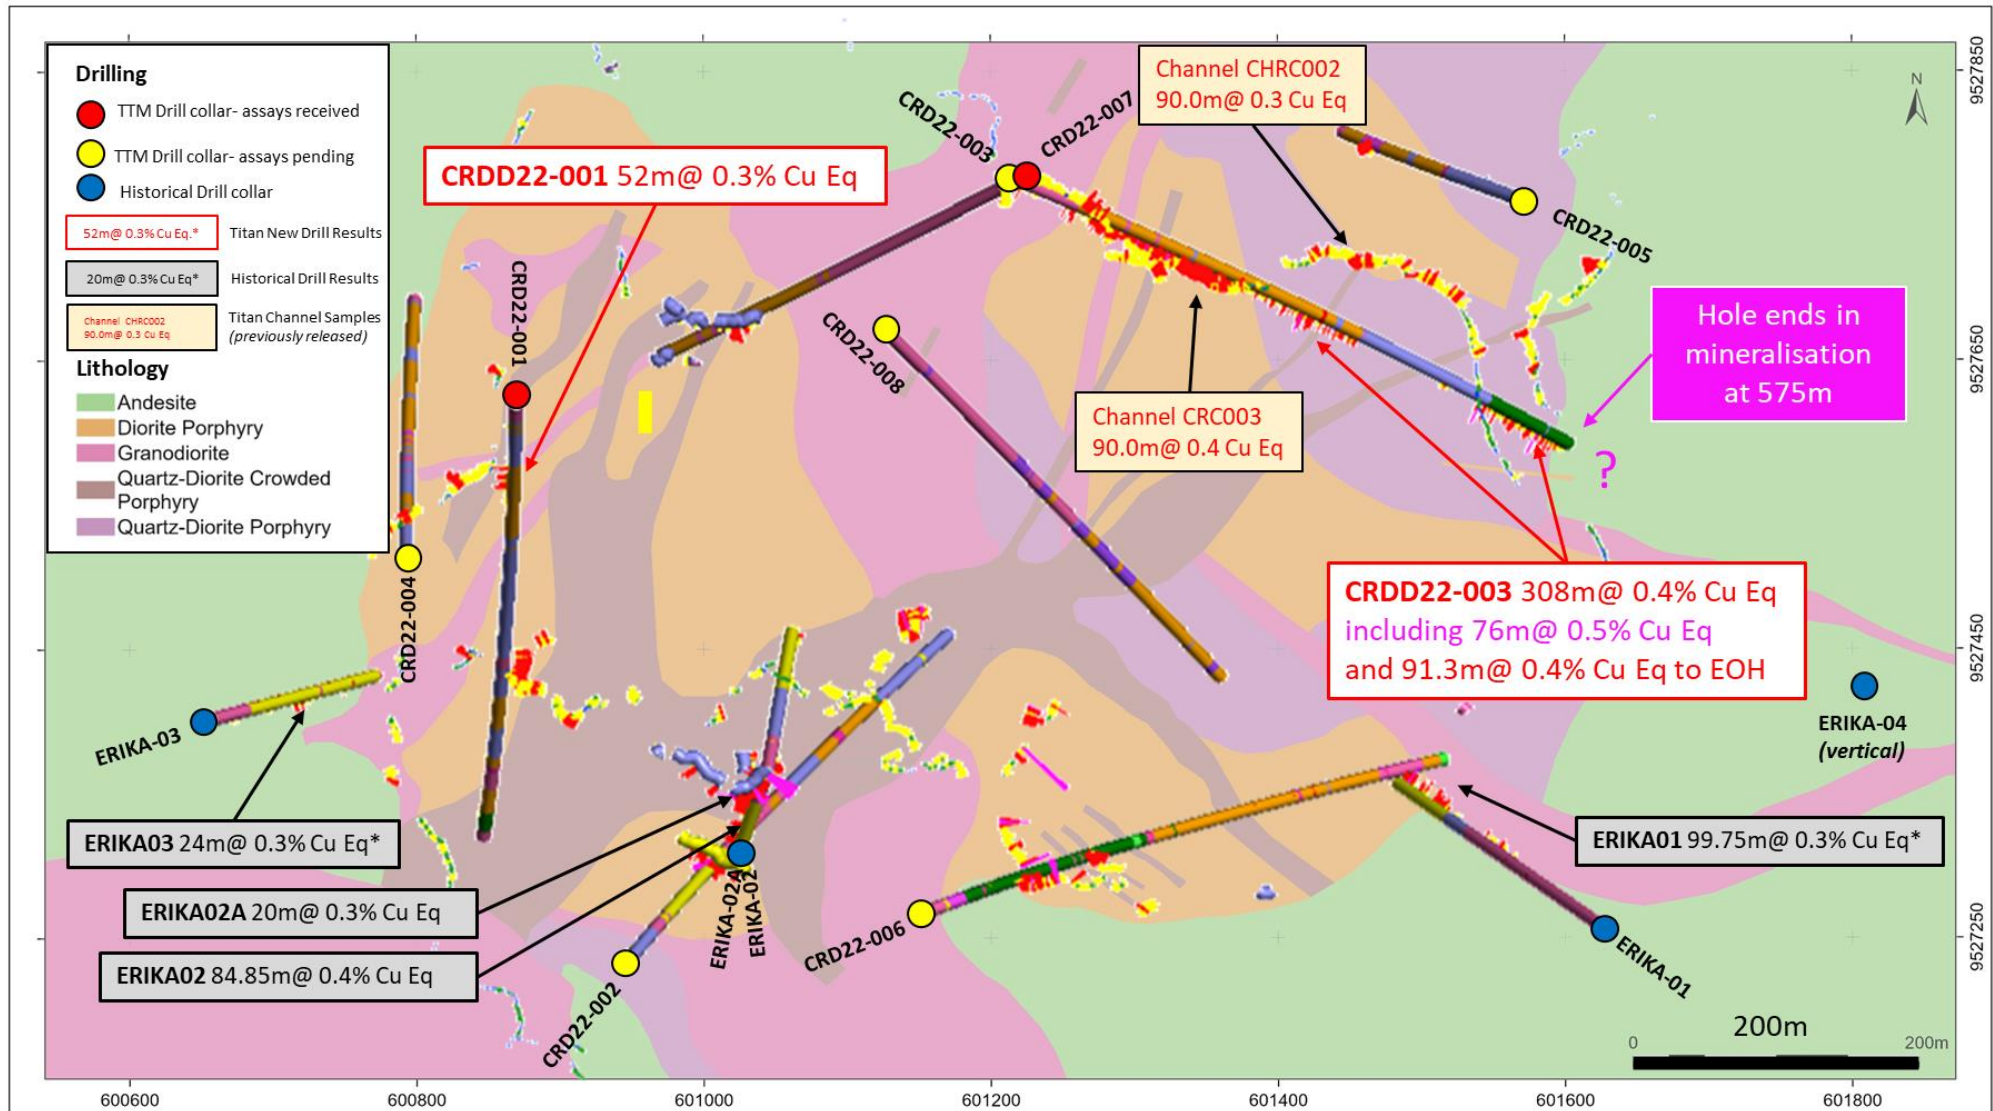 Drilling
TTM Drill collar- assays received
TTM Drill collar- assays pending
Historical Drill collar
52m@ 0.3% Cu Eq.*
Titan New Drill Results
20m@ 0.3% Cu Eq*
Historical Drill Results
Channel CHRC002
90.0m@ 0.3 Cu Eq
Titan Channel Samples
(previously released)
Lithology
Andesite
Diorite Porphyry
Granodiorite
Quartz-Diorite Crowded
Porphyry
Quartz-Diorite Porphyry
CRDD22-001 52m@ 0.3% Cu Eq
CRD22-003
CRD22-007
Channel CHRC002
90.0m@ 0.3 Cu Eq
N
CRD22-005
CRD22-001
CRD22-008
Hole ends in
mineralisation
at 575m
?
Channel CRC003
90.0m@ 0.4 Cu Eq
CRDD22-003 308m@ 0.4% Cu Eq
including 76m@ 0.5% Cu Eq
and 91.3m@ 0.4% Cu Eq to EOH
CRD22-004
ERIKA-03
ERIKA-04
(vertical)
ERIKA03 24m@ 0.3% Cu Eq*
ERIKA01 99.75m@ 0.3% Cu Eq*
ERIKA02A 20m@ 0.3% Cu Eq
ERIKA02 84.85m@ 0.4% Cu Eq
ERIKA-02A
ERIKA-02
CRD22-006
CRD22-002
ERIKA-01
200m
0
200m
9527850
9527650
9527450
9527250
600600
600800
601000
601200
601400
601600
601800